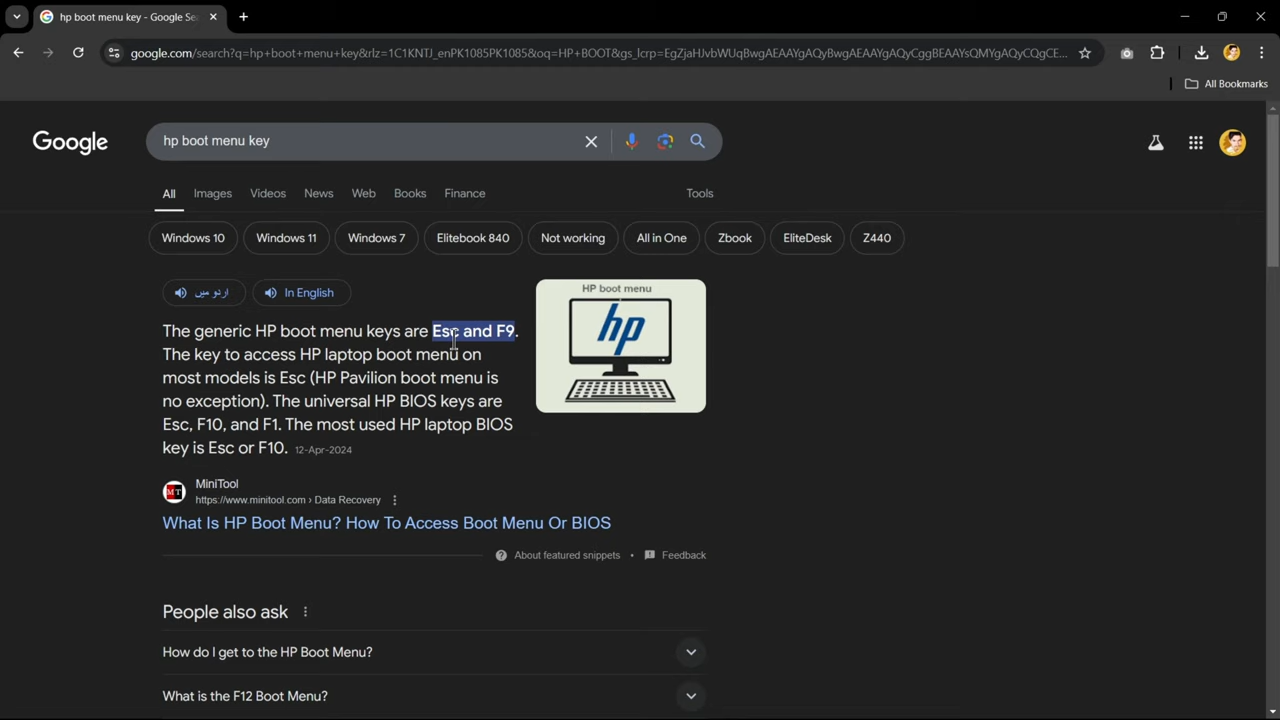 hp boot menu key - Google Se
google.com/search?q=hp+boot+menu+key&rlz=1C1KNTJ_enPK1085PK1085&oq=HP+BOOT&gs_lcrp=EgZjaHJvbWUqBwgAEAAYgAQyBwgAEAAYgAQyCggBEAAYsQMYgAQyCQgCE...
All Bookmarks
Google
hp boot menu key
All Images Videos News Web Books Finance Tools
Windows 10 Windows 11 Windows 7 Elitebook 840 Not working All in One Zbook EliteDesk Z440
اردو میں In English
HP boot menu
hp
The generic HP boot menu keys are Esc and F9.
The key to access HP laptop boot menu on
most models is Esc (HP Pavilion boot menu is
no exception). The universal HP BIOS keys are
Esc, F10, and F1. The most used HP laptop BIOS
key is Esc or F10. 12-Apr-2024
MT
MiniTool
https://www.minitool.com › Data Recovery
What Is HP Boot Menu? How To Access Boot Menu Or BIOS
About featured snippets • Feedback
People also ask
How do I get to the HP Boot Menu?
What is the F12 Boot Menu?